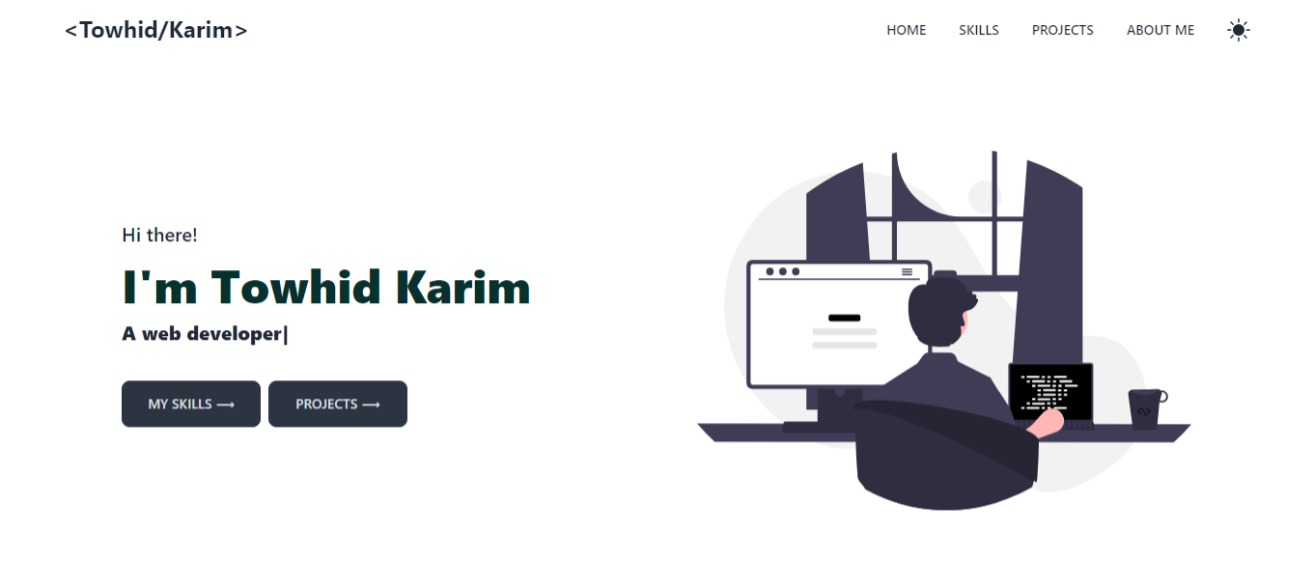 <Towhid/Karim>
HOME SKILLS PROJECTS ABOUT ME
Hi there!
I'm Towhid Karim
A web developer|
MY SKILLS ⟶ PROJECTS ⟶